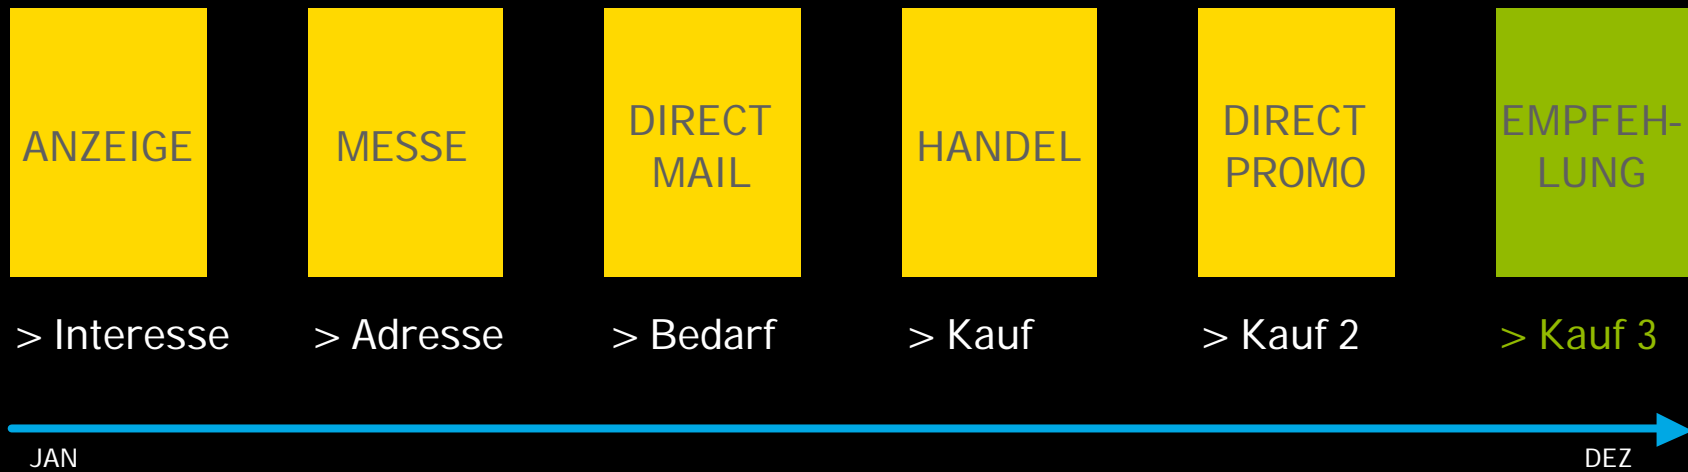 ANZEIGE
MESSE
DIRECT
MAIL
HANDEL
DIRECT
PROMO
EMPFEH-
LUNG
> Interesse
> Adresse
> Bedarf
> Kauf
> Kauf 2
> Kauf 3
JAN
DEZ